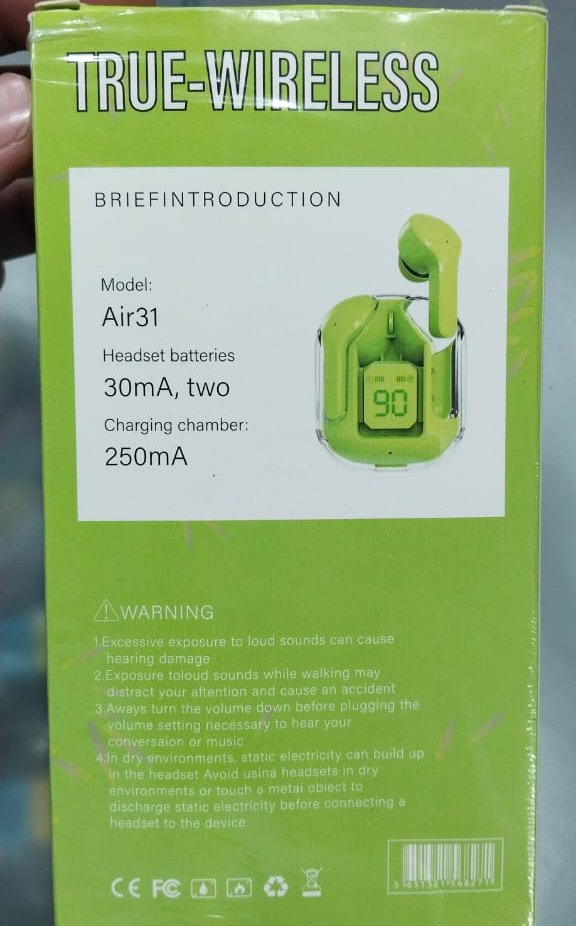 TRUE-WIRELESS
BRIEFINTRODUCTION
Model:
Air31
Headset batteries
30mA, two
Charging chamber:
250mA
90
WARNING
1.Excessive exposure to loud sounds can cause
hearing damage
2.Exposure toloud sounds while walking may
distract your aftention and cause an accident
3.Aways turn the volume down before plugging the
volume setting necessary to hear your
conversaion or music
4.In dry environments, static electricity can build up
in the headset Avoid usina headsets in dry
environments or touch a metai obiect to
discharge static electricity before connecting a
headset to the device
CE FC